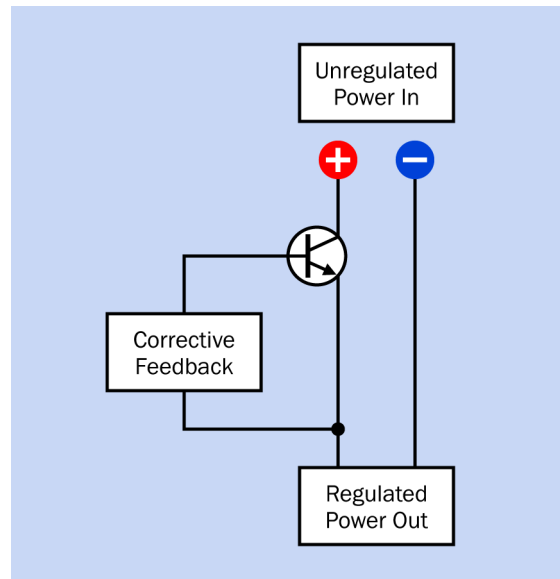 Unregulated
Power In
+
−
Corrective
Feedback
Regulated
Power Out